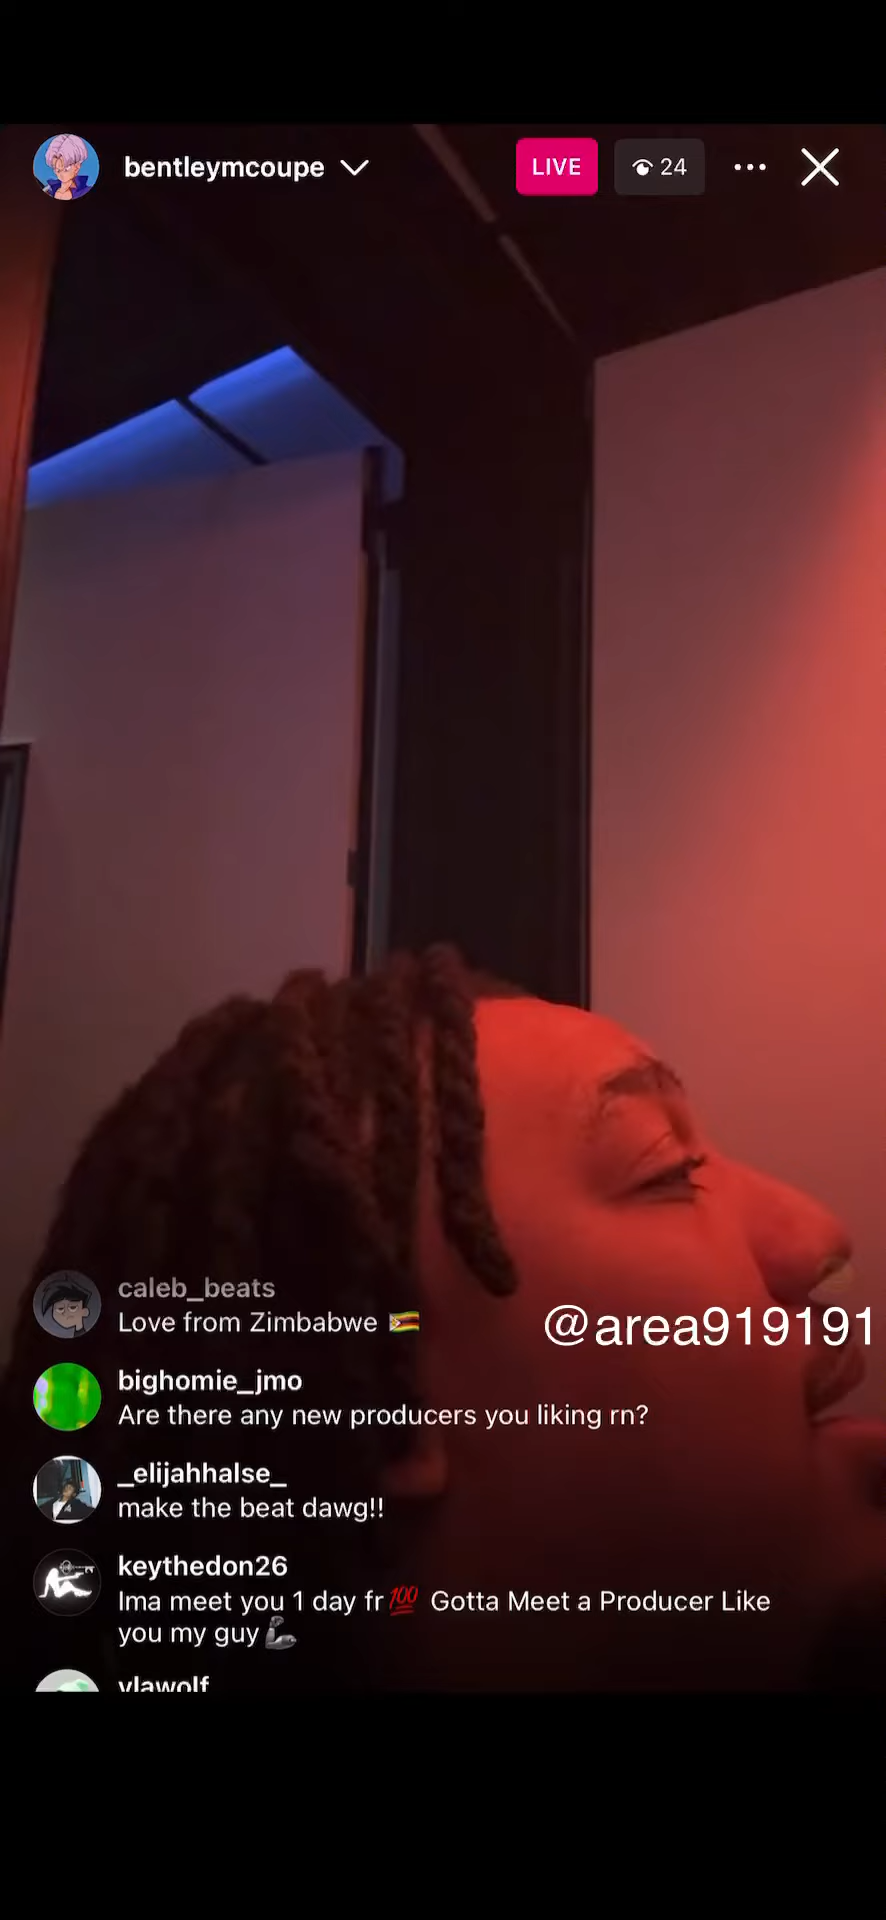 bentleymcoupe
LIVE
24
caleb_beats
Love from Zimbabwe 🇿🇼
@area919191
bighomie_jmo
Are there any new producers you liking rn?
_elijahhalse_
make the beat dawg!!
keythedon26
Ima meet you 1 day fr💯 Gotta Meet a Producer Like
you my guy💪🏿
vlawolf